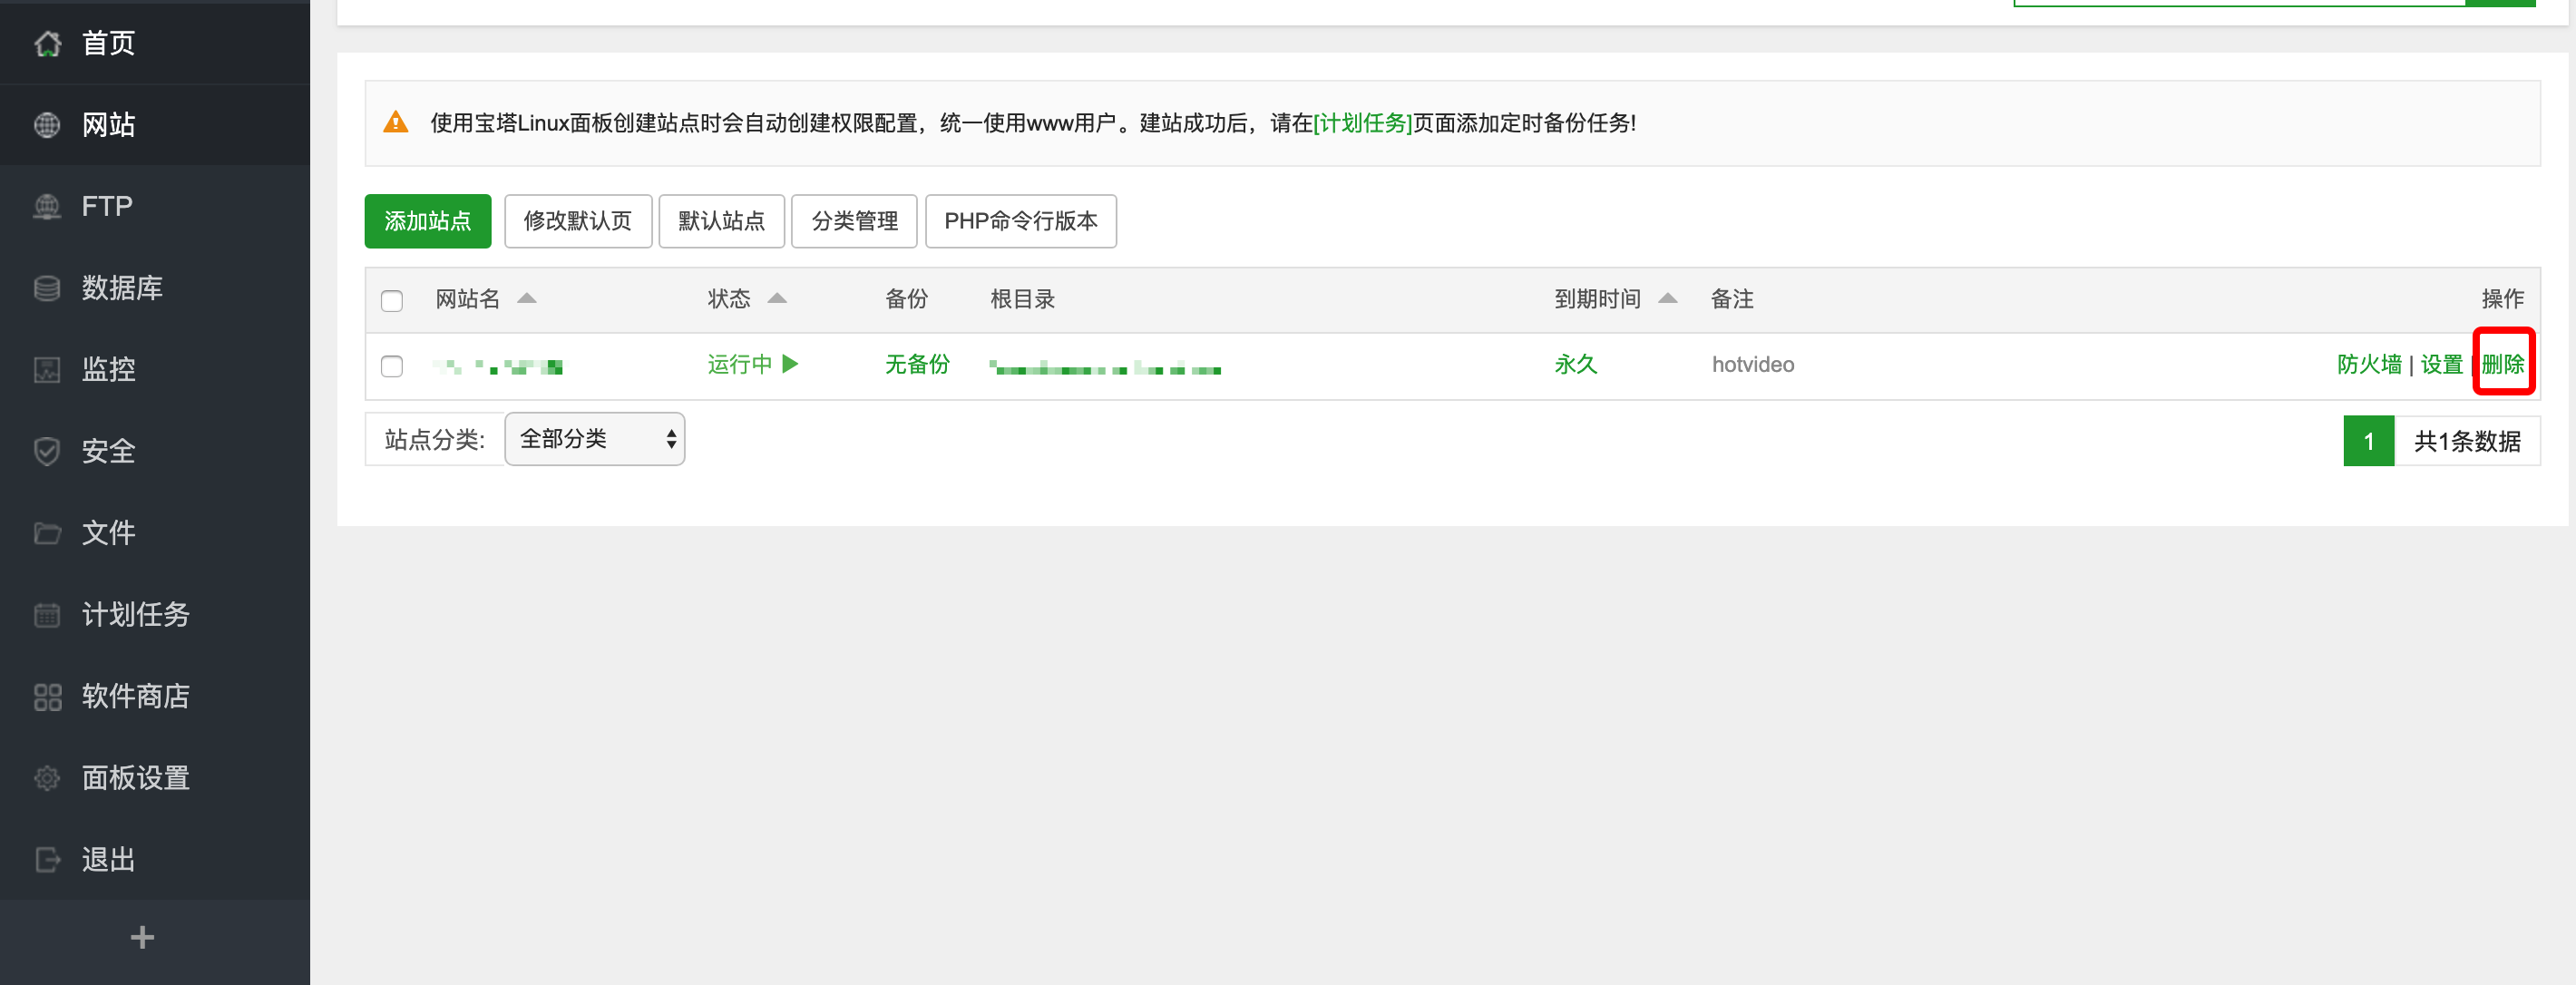 首页
网站
FTP
数据库
监控
安全
文件
计划任务
软件商店
面板设置
退出
使用宝塔Linux面板创建站点时会自动创建权限配置，统一使用www用户。建站成功后，请在[计划任务]页面添加定时备份任务!
添加站点 修改默认页 默认站点 分类管理 PHP命令行版本
网站名 状态 备份 根目录 到期时间 备注 操作
运行中 无备份 永久 hotvideo 防火墙 | 设置 | 删除
站点分类: 全部分类 1 共1条数据